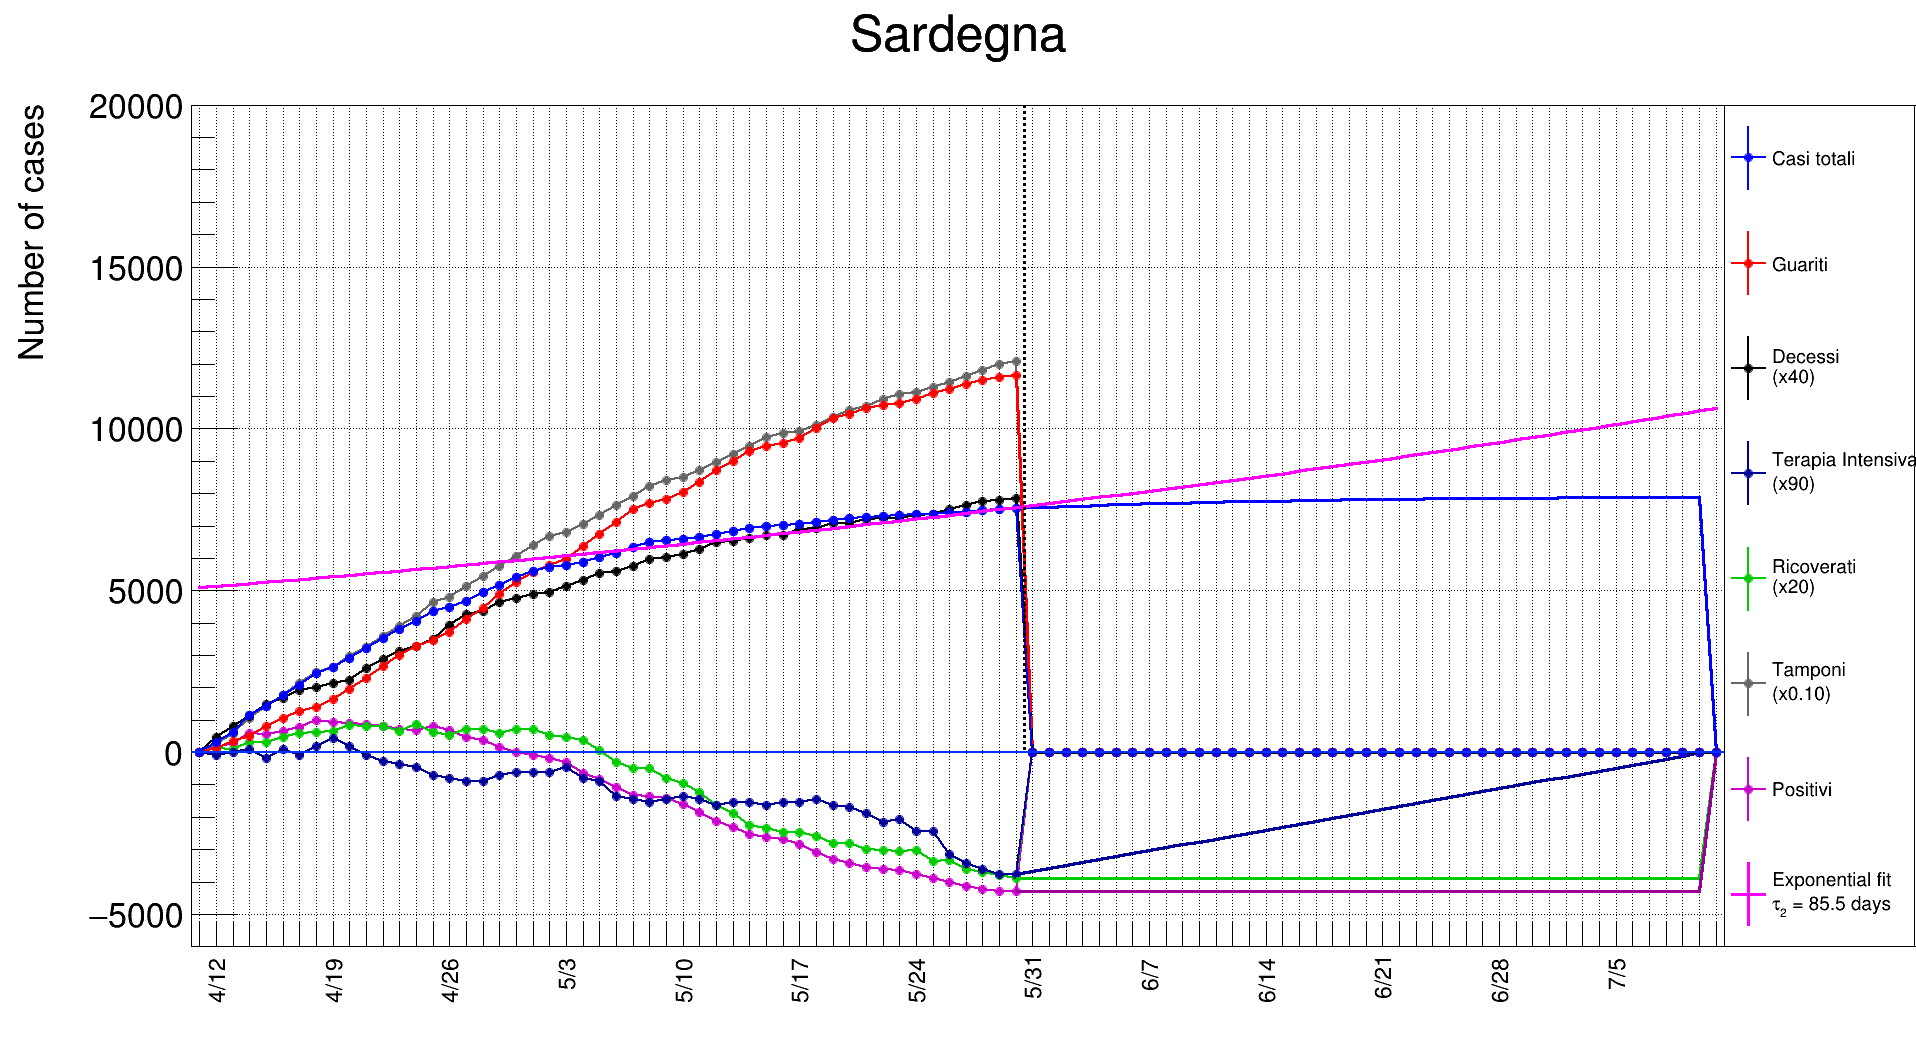 Sardegna
Number of cases
20000
15000
10000
5000
0
−5000
4/12
4/19
4/26
5/3
5/10
5/17
5/24
5/31
6/7
6/14
6/21
6/28
7/5
Casi totali
Guariti
Decessi
(x40)
Terapia Intensiva
(x90)
Ricoverati
(x20)
Tamponi
(x0.10)
Positivi
Exponential fit
τ2 = 85.5 days